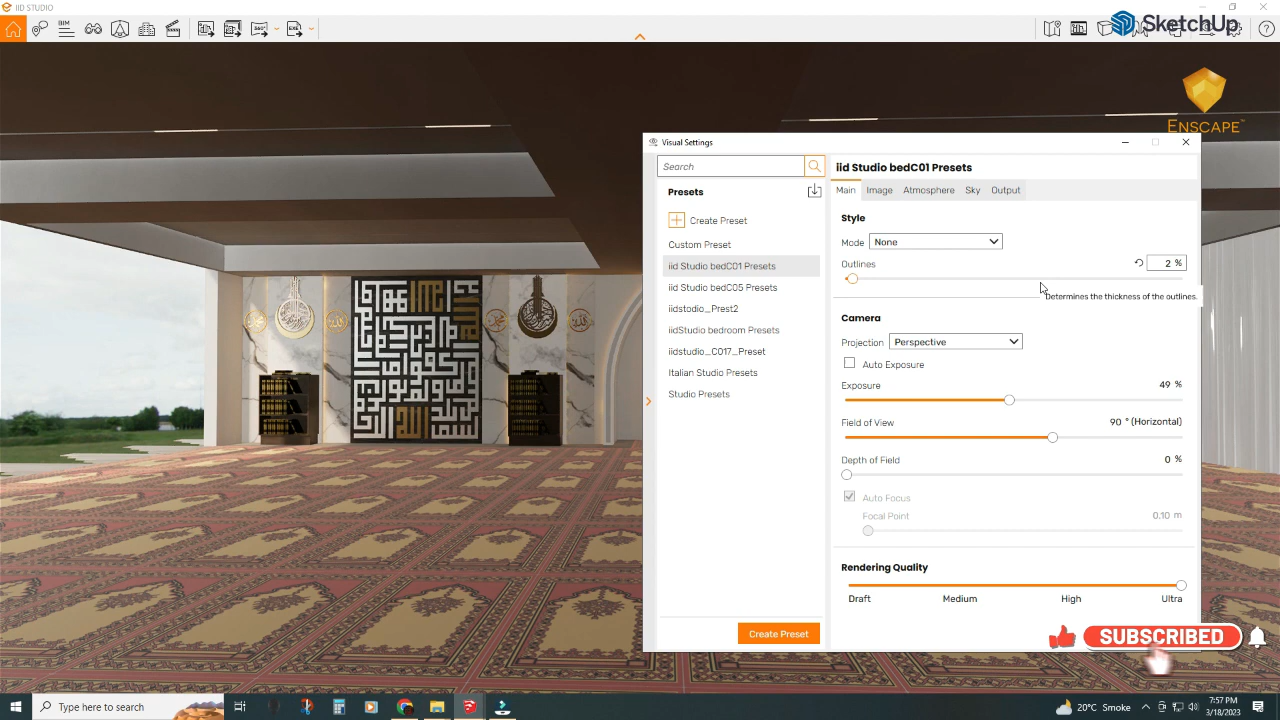 IID STUDIO
BIM
360°
EXE
SketchUp
ENSCAPE™
Visual Settings
Search
Presets
Create Preset
Custom Preset
iid Studio bedC01 Presets
iid Studio bedC05 Presets
iidstodio_Prest2
iidStudio bedroom Presets
iidstudio_C017_Preset
Italian Studio Presets
Studio Presets
Create Preset
iid Studio bedC01 Presets
Main Image Atmosphere Sky Output
Style
Mode None
Outlines 2 %
Determines the thickness of the outlines.
Camera
Projection Perspective
Auto Exposure
Exposure 49 %
Field of View 90 ° (Horizontal)
Depth of Field 0 %
Auto Focus
Focal Point 0,10 m
Rendering Quality
Draft Medium High Ultra
SUBSCRIBED
Type here to search
20°C Smoke
7:57 PM
3/18/2023